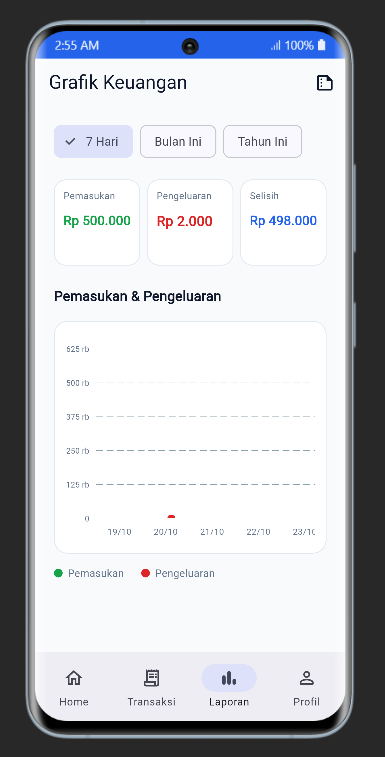 2:55 AM 100%
Grafik Keuangan
7 Hari Bulan Ini Tahun Ini
Pemasukan Pengeluaran Selisih
Rp 500.000 Rp 2.000 Rp 498.000
Pemasukan & Pengeluaran
625 rb
500 rb
375 rb
250 rb
125 rb
0
19/10 20/10 21/10 22/10 23/10
Pemasukan Pengeluaran
Home Transaksi Laporan Profil